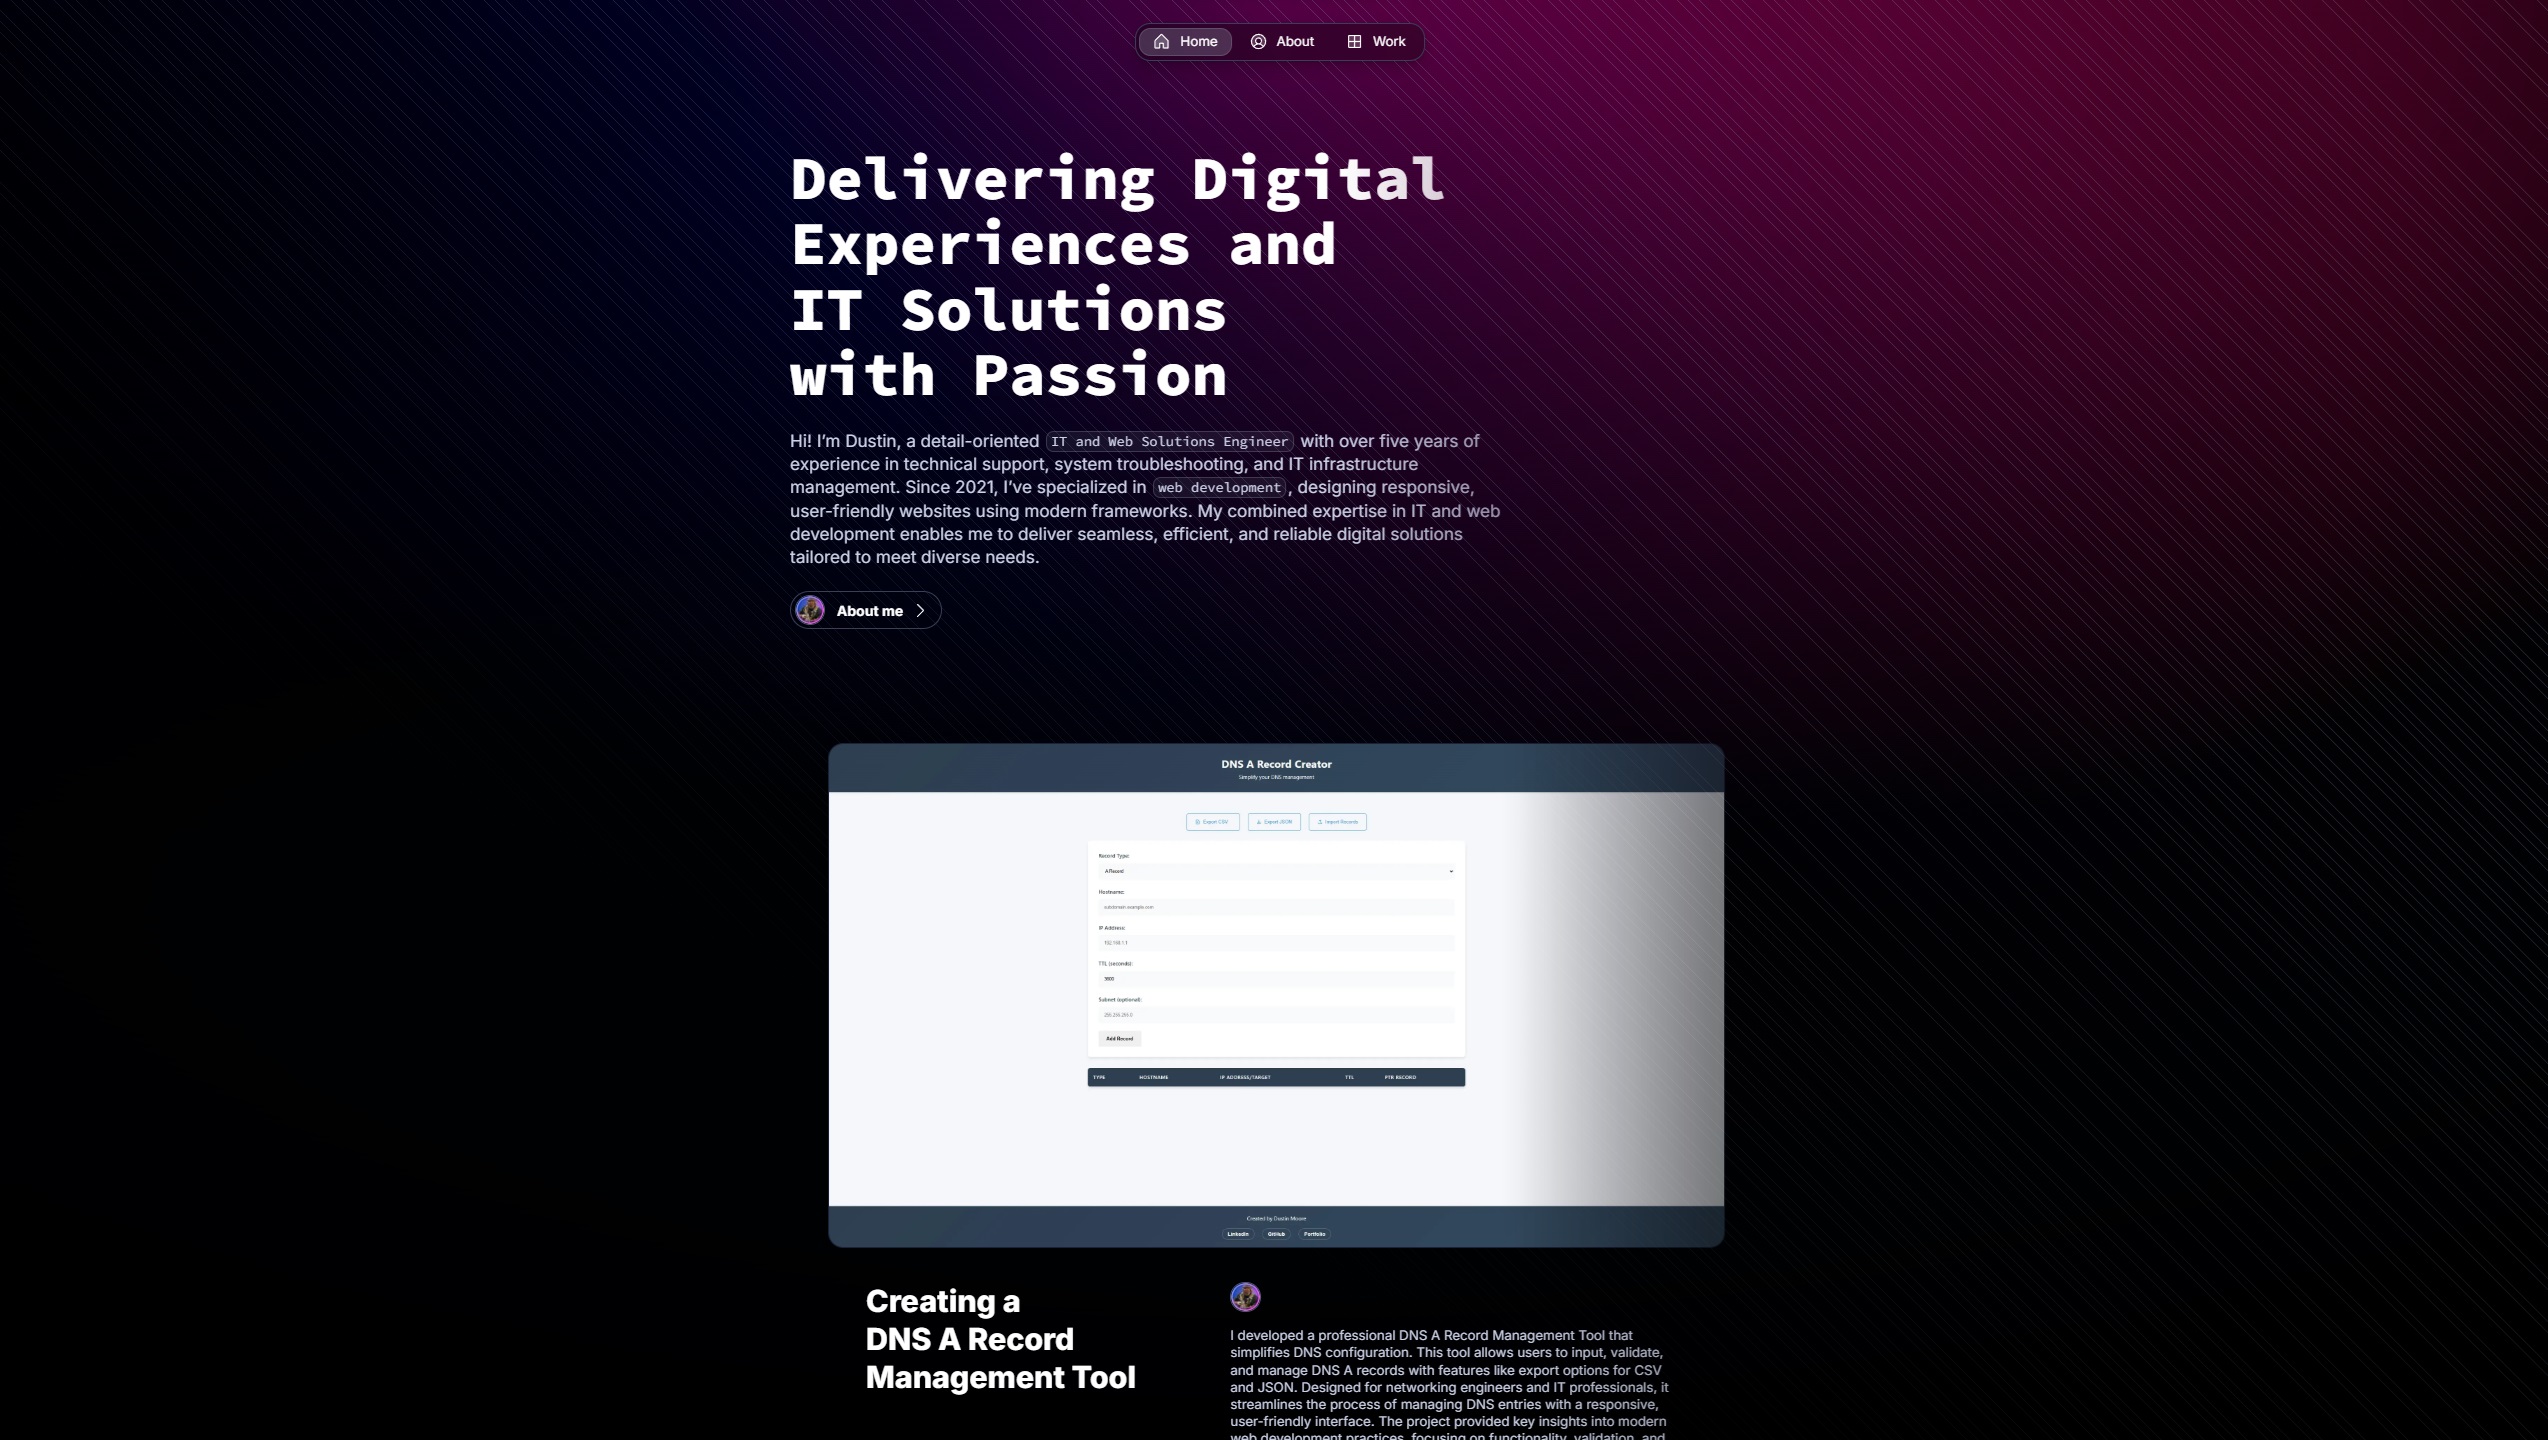 Home About Work
Delivering Digital
Experiences and
IT Solutions
with Passion
Hi! I’m Dustin, a detail-oriented IT and Web Solutions Engineer with over five years of
experience in technical support, system troubleshooting, and IT infrastructure
management. Since 2021, I’ve specialized in web development, designing responsive,
user-friendly websites using modern frameworks. My combined expertise in IT and web
development enables me to deliver seamless, efficient, and reliable digital solutions
tailored to meet diverse needs.
About me
DNS A Record Creator
Simplify your DNS management
Export CSV Export JSON Import Records
Record Type:
A Record
Hostname:
subdomain.example.com
IP Address:
192.168.1.1
TTL (seconds):
3600
Subnet (optional):
255.255.255.0
Add Record
TYPE HOSTNAME IP ADDRESS/TARGET TTL PTR RECORD
Created by Dustin Moore
LinkedIn GitHub Portfolio
Creating a
DNS A Record
Management Tool
I developed a professional DNS A Record Management Tool that
simplifies DNS configuration. This tool allows users to input, validate,
and manage DNS A records with features like export options for CSV
and JSON. Designed for networking engineers and IT professionals, it
streamlines the process of managing DNS entries with a responsive,
user-friendly interface. The project provided key insights into modern
web development practices, focusing on functionality, validation, and